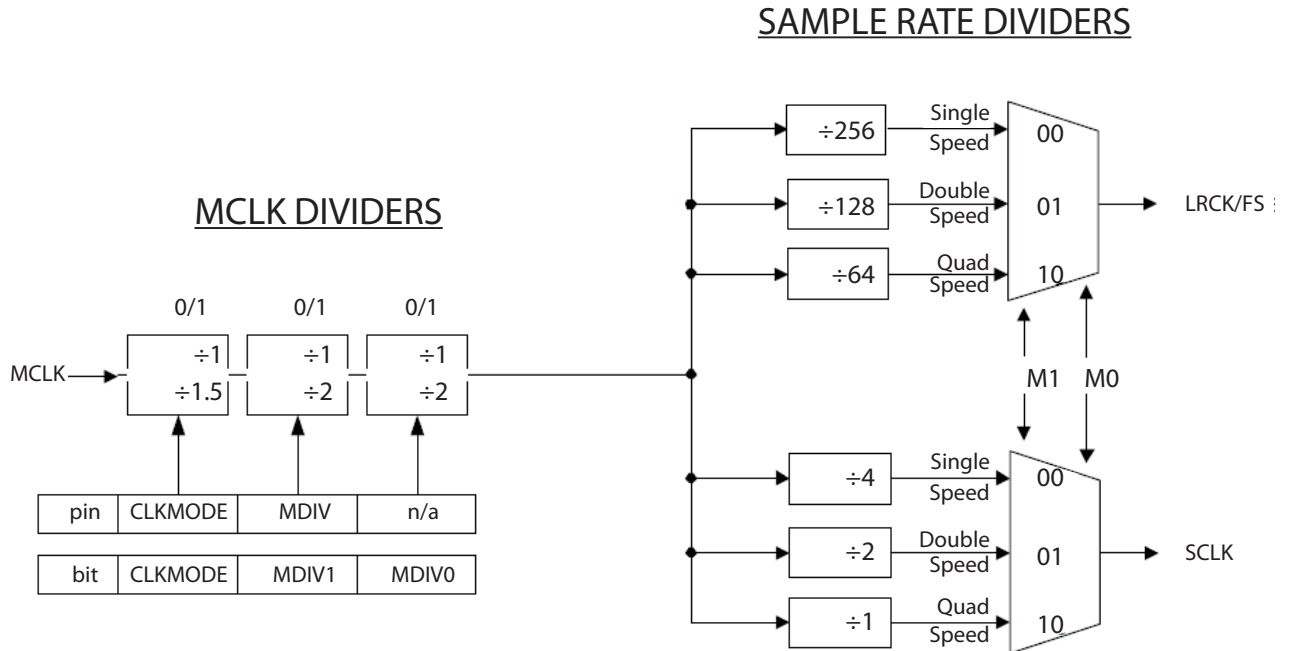 SAMPLE RATE DIVIDERS
÷256
Single
Speed
00
MCLK DIVIDERS
÷128
Double
Speed
01
LRCK/FS
÷64
Quad
Speed
10
0/1
0/1
0/1
MCLK
÷1
÷1.5
÷1
÷2
÷1
÷2
M1
M0
pin
CLKMODE
MDIV
n/a
bit
CLKMODE
MDIV1
MDIV0
÷4
Single
Speed
00
÷2
Double
Speed
01
SCLK
÷1
Quad
Speed
10